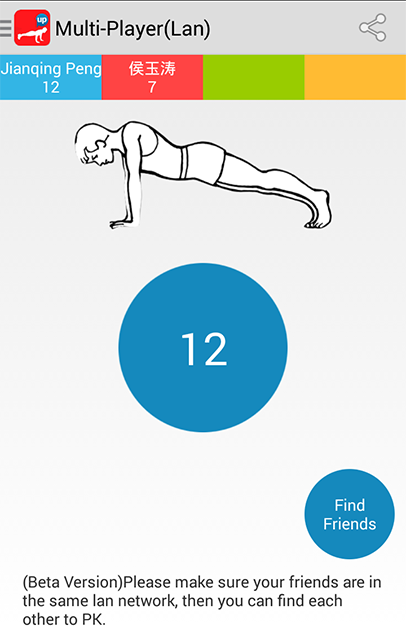 up
Multi-Player(Lan)
Jianqing Peng
12
侯玉涛
7
12
Find
Friends
(Beta Version)Please make sure your friends are in
the same lan network, then you can find each
other to PK.